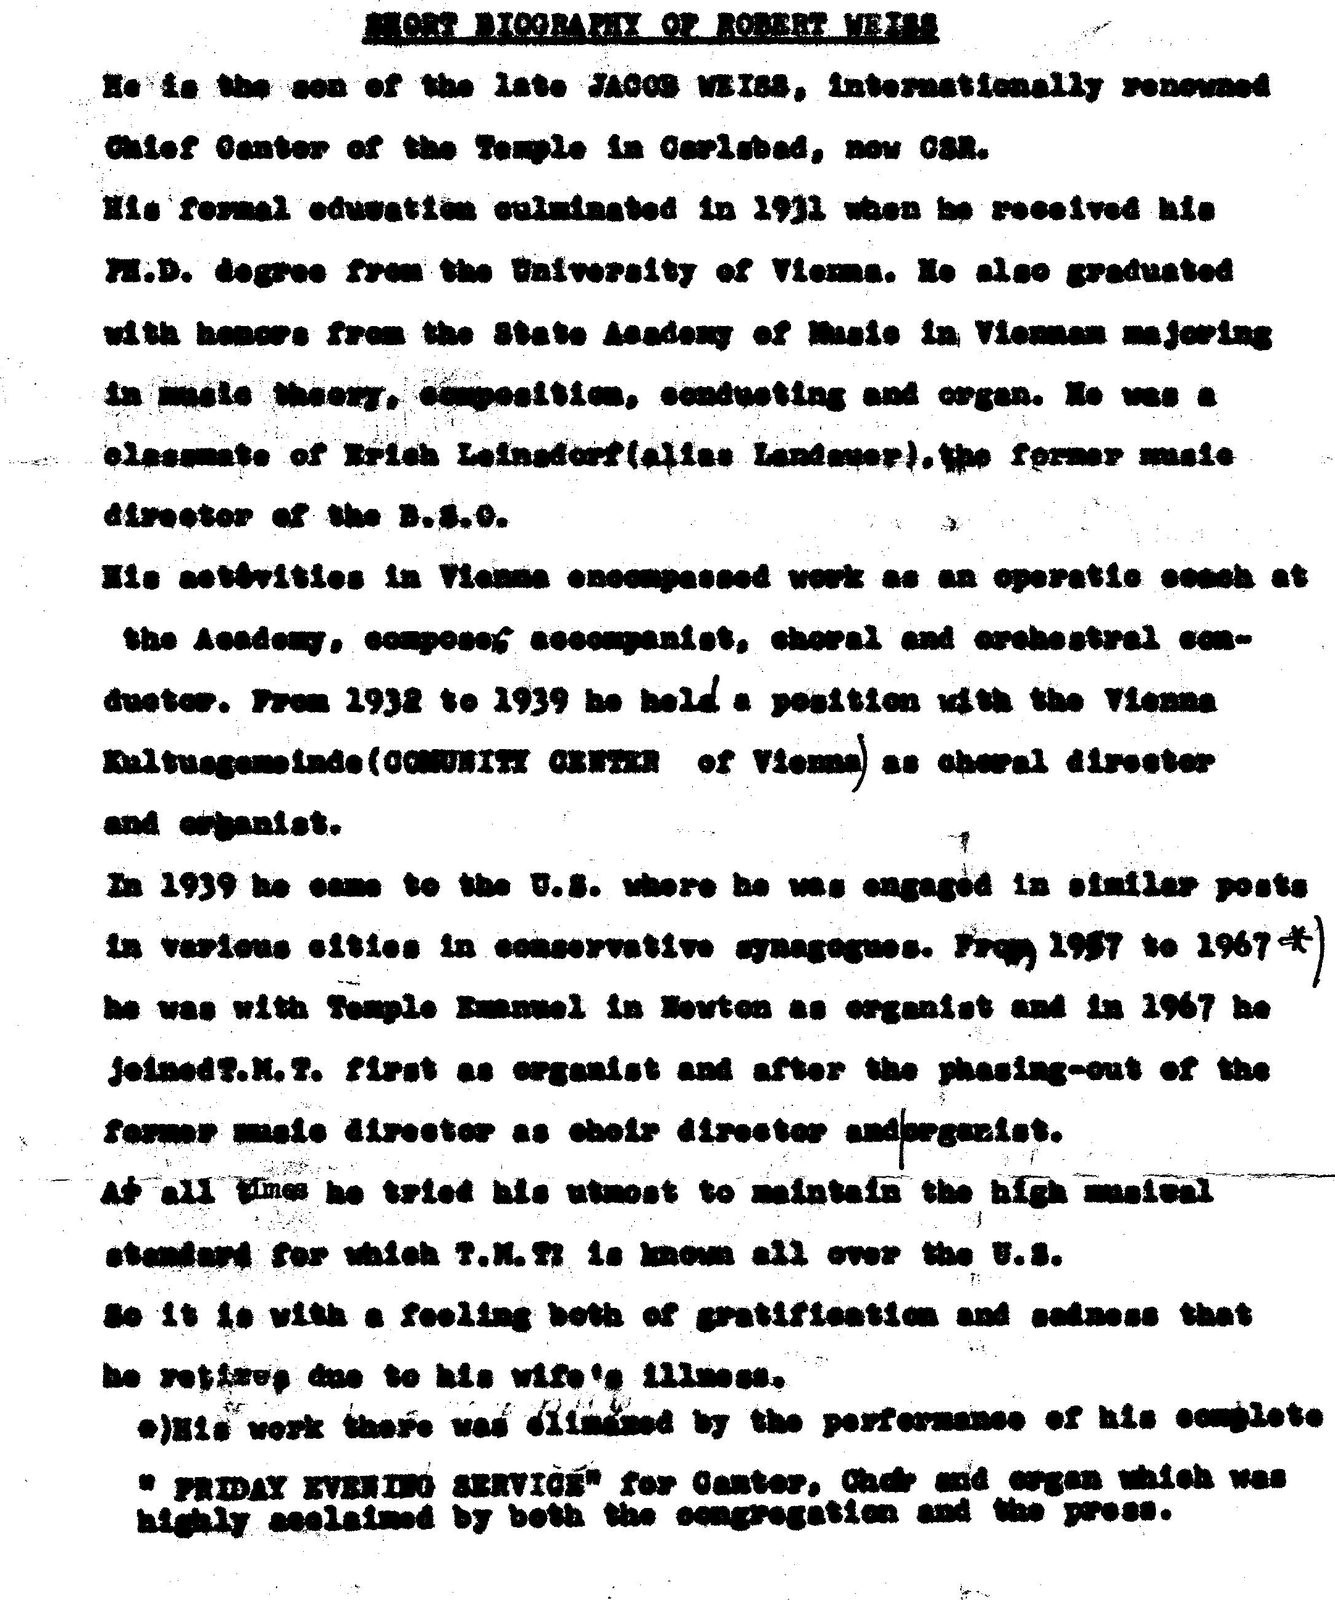 SHORT BIOGRAPHY OF ROBERT WEISS
He is the son of the late JACOB WEISS, internationally renowned
Chief Cantor of the Temple in Carlsbad, now CSR.
His formal education culminated in 1931 when he received his
PH.D. degree from the University of Vienna. He also graduated
with honors from the State Academy of Music in Viennam majoring
in music theory, composition, conducting and organ. He was a
classmate of Erich Leinsdorf(alias Landauer).the former music
director of the B.S.O.
His activities in Vienna encompassed work as an operatic coach at
the Academy, composer, accompanist, choral and orchestral con-
ductor. From 1932 to 1939 he held a position with the Vienna
Kultusgemeinde(COMUNITY CENTER of Vienna) as choral director
and organist.
In 1939 he came to the U.S. where he was engaged in similar posts
in various cities in conservative synagogues. From 1957 to 1967 *)
he was with Temple Emanuel in Newton as organist and in 1967 he
joinedT.M.T. first as organist and after the phasing-out of the
former music director as choir director and|organist.
At all times he tried his utmost to maintain the high musical
standard for which T.M.T. is known all over the U.S.
So it is with a feeling both of gratification and sadness that
he retires due to his wife's illness.
*)His work there was climaxed by the performance of his complete
" FRIDAY EVENING SERVICE" for Cantor, Choir and organ which was
highly acclaimed by both the congregation and the press.